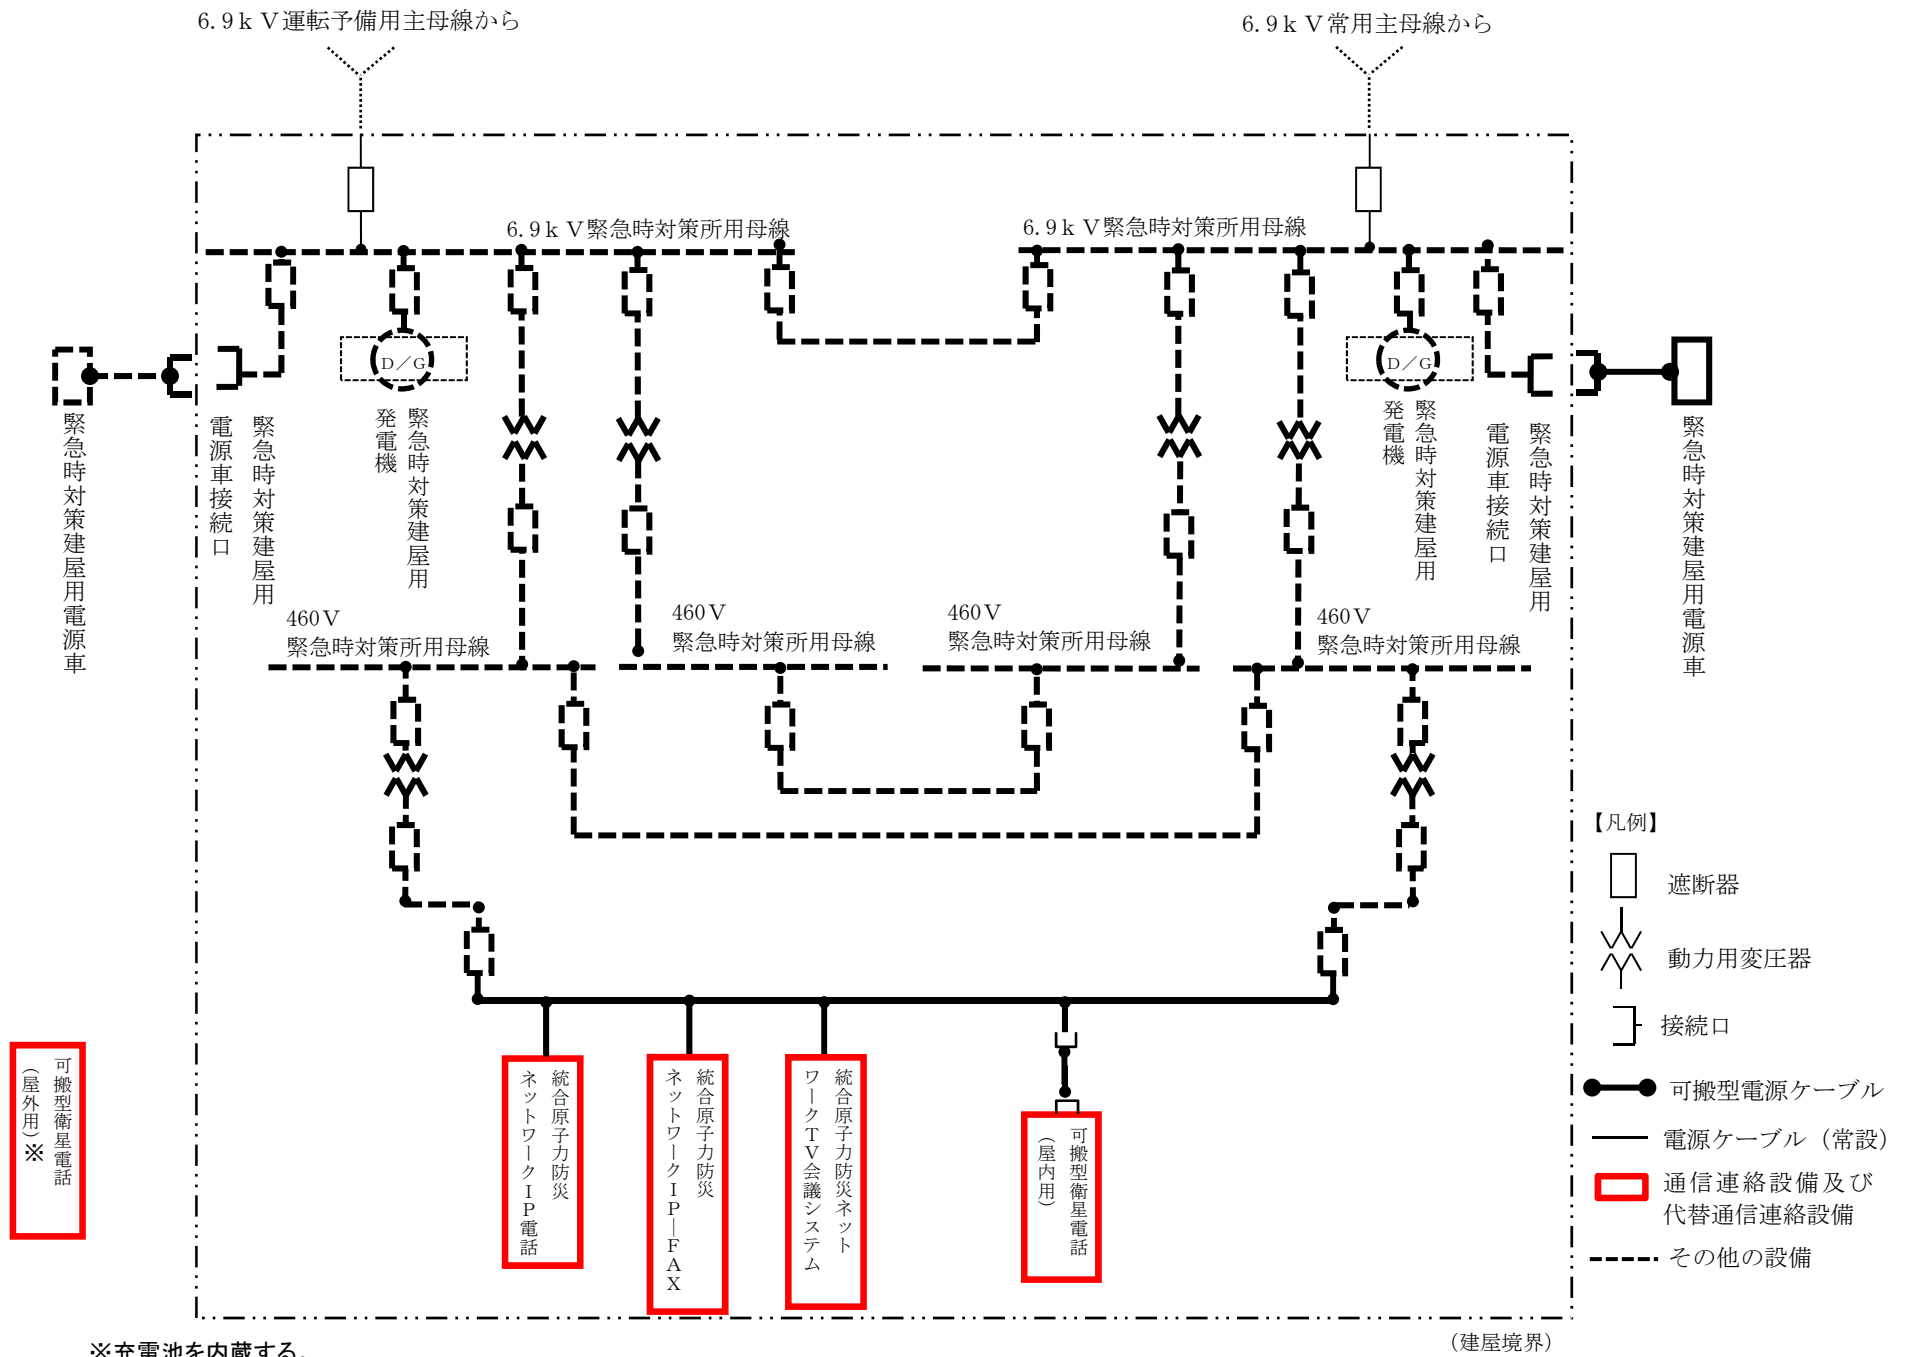 6.9kV運転予備用主母線から
6.9kV常用主母線から
6.9kV緊急時対策所用母線
6.9kV緊急時対策所用母線
D/G
D/G
緊急時対策建屋用電源車
緊急時対策建屋用
電源車接続口
緊急時対策建屋用
発電機
緊急時対策建屋用
発電機
緊急時対策建屋用
電源車接続口
緊急時対策建屋用電源車
460V
緊急時対策所用母線
460V
緊急時対策所用母線
460V
緊急時対策所用母線
460V
緊急時対策所用母線
可搬型衛星電話
(屋外用)※
統合原子力防災
ネットワークIP電話
統合原子力防災
ネットワークIP―FAX
統合原子力防災ネット
ワークTV会議システム
可搬型衛星電話
(屋内用)
【凡例】
遮断器
動力用変圧器
接続口
可搬型電源ケーブル
電源ケーブル（常設）
通信連絡設備及び
代替通信連絡設備
その他の設備
（建屋境界）
※充電池を内蔵する。